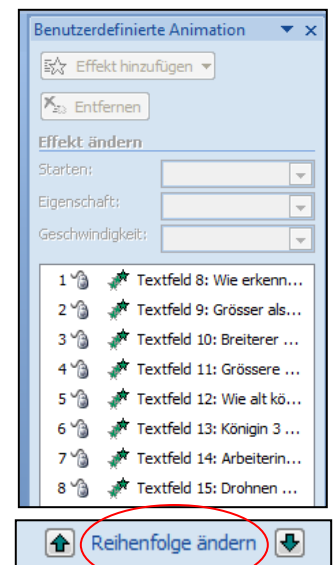 Benutzerdefinierte Animation
Effekt hinzufügen
Entfernen
Effekt ändern
Starten:
Eigenschaft:
Geschwindigkeit:
1 Textfeld 8: Wie erkenn...
2 Textfeld 9: Grösser als...
3 Textfeld 10: Breiterer ...
4 Textfeld 11: Grössere ...
5 Textfeld 12: Wie alt kö...
6 Textfeld 13: Königin 3 ...
7 Textfeld 14: Arbeiterin...
8 Textfeld 15: Drohnen ...
Reihenfolge ändern